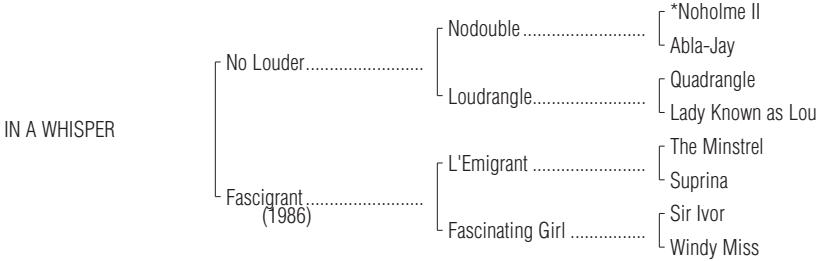 *Noholme II
Nodouble ..........................
Abla-Jay
No Louder.........................
Quadrangle
Loudrangle........................
Lady Known as Lou
IN A WHISPER
The Minstrel
L'Emigrant ........................
Suprina
Fascigrant.........................
(1986)
Sir Ivor
Fascinating Girl ................
Windy Miss